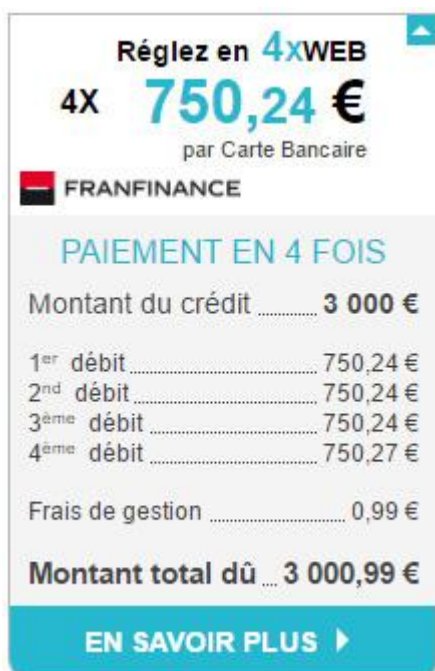 Réglez en 4xWEB
4X 750,24 €
par Carte Bancaire
FRANFINANCE
PAIEMENT EN 4 FOIS
Montant du crédit ........ 3 000 €
1er débit ........ 750,24 €
2nd débit ........ 750,24 €
3ème débit ........ 750,24 €
4ème débit ........ 750,27 €
Frais de gestion ........ 0,99 €
Montant total dû ... 3 000,99 €
EN SAVOIR PLUS